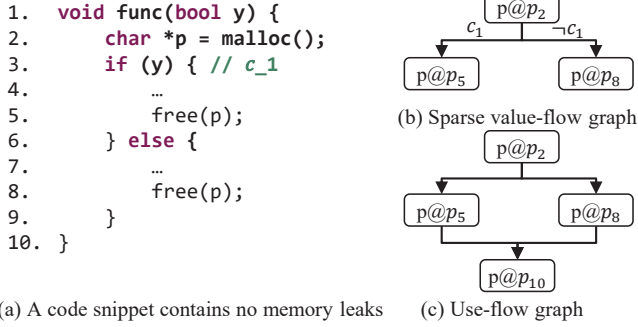 1. void func(bool y) {
2. char *p = malloc();
3. if (y) { // c_1
4. …
5. free(p);
6. } else {
7. …
8. free(p);
9. }
10. }
(a) A code snippet contains no memory leaks
p@p₂
c₁ ¬c₁
p@p₅ p@p₈
(b) Sparse value-flow graph
p@p₂
p@p₅ p@p₈
p@p₁₀
(c) Use-flow graph